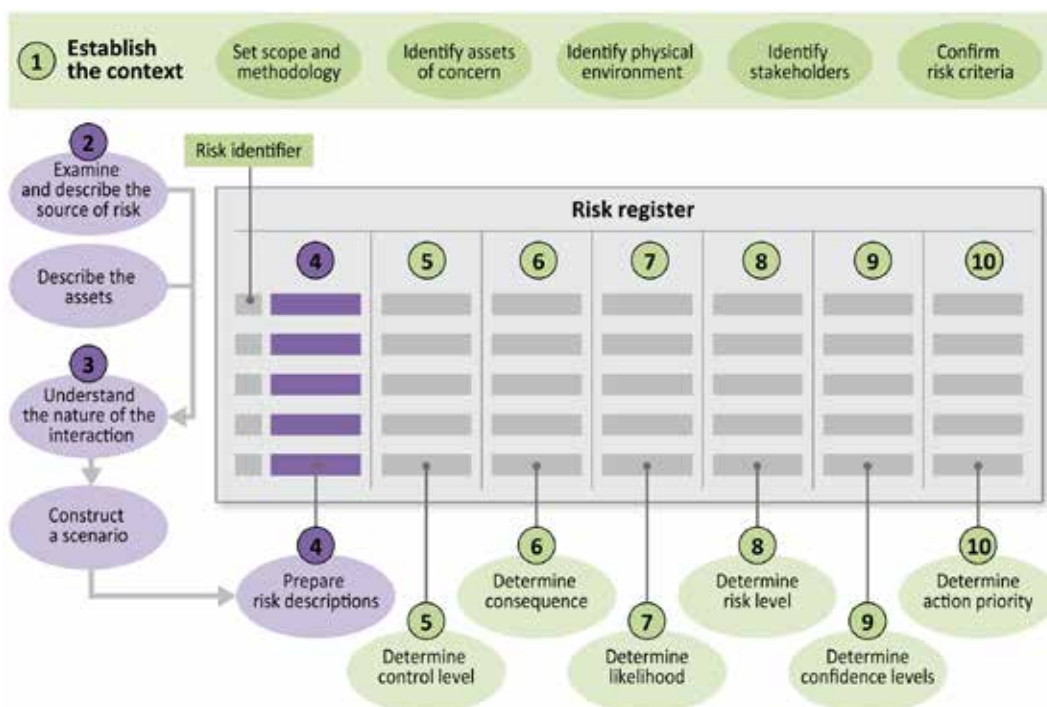 1
Establish
the context
Set scope and
methodology
Identify assets
of concern
Identify physical
environment
Identify
stakeholders
Confirm
risk criteria
2
Examine
and describe the
source of risk
Describe the
assets
3
Understand
the nature of the
interaction
Construct
a scenario
Risk identifier
Risk register
4 5 6 7 8 9 10
4
Prepare
risk descriptions
5
Determine
control level
6
Determine
consequence
7
Determine
likelihood
8
Determine
risk level
9
Determine
confidence levels
10
Determine
action priority